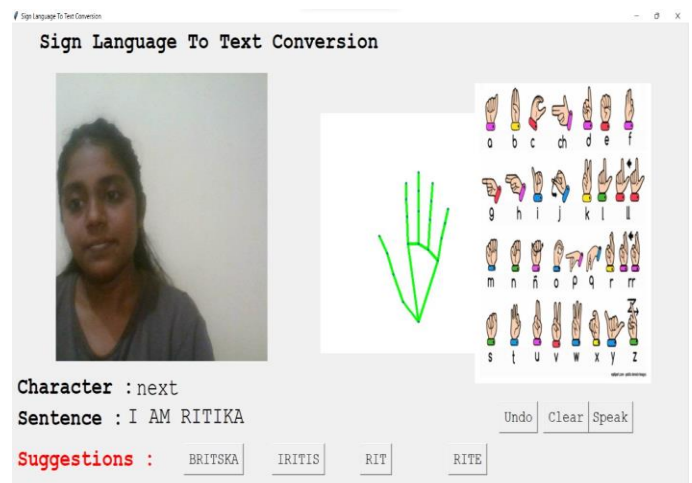 Sign Language To Text Conversion
Sign Language To Text Conversion
a b c ch d e f
g h i j k l ll
m n ñ o p q r rr
s t u v w x y z
Character : next
Sentence : I AM RITIKA
Undo Clear Speak
Suggestions : BRITSKA IRITIS RIT RITE